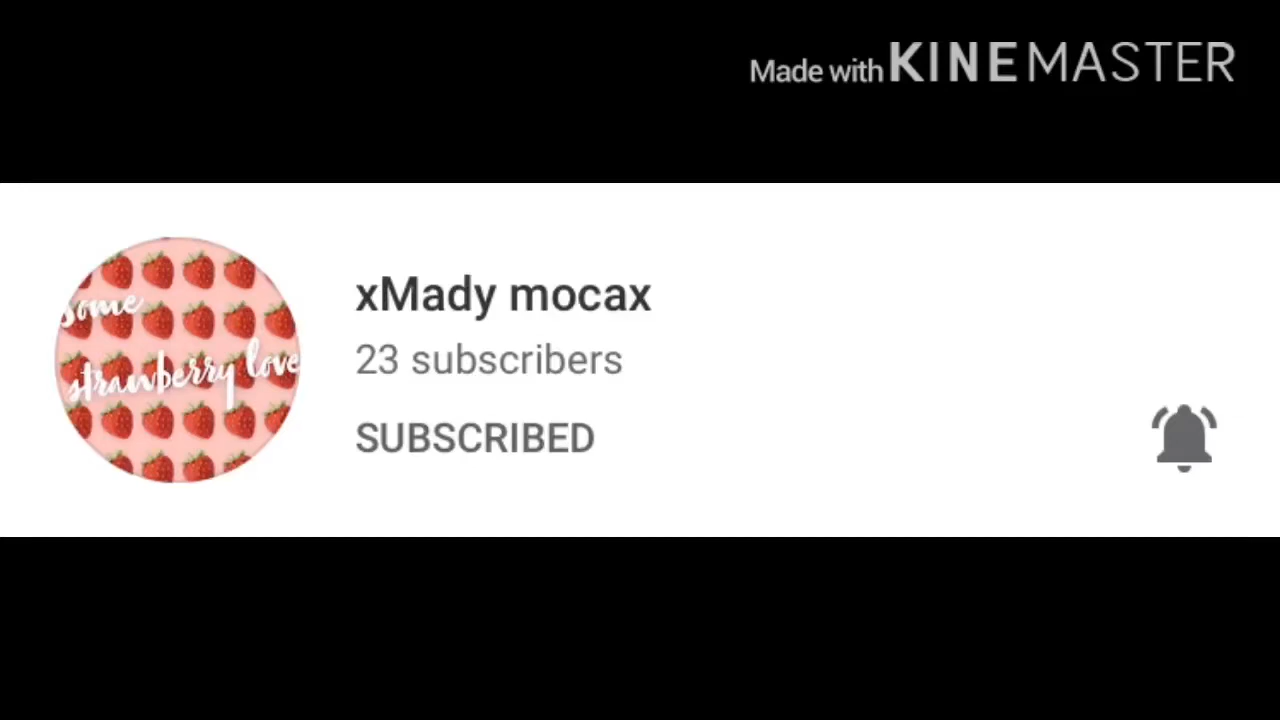 Made with KINEMASTER
some
strawberry love
xMady mocax
23 subscribers
SUBSCRIBED